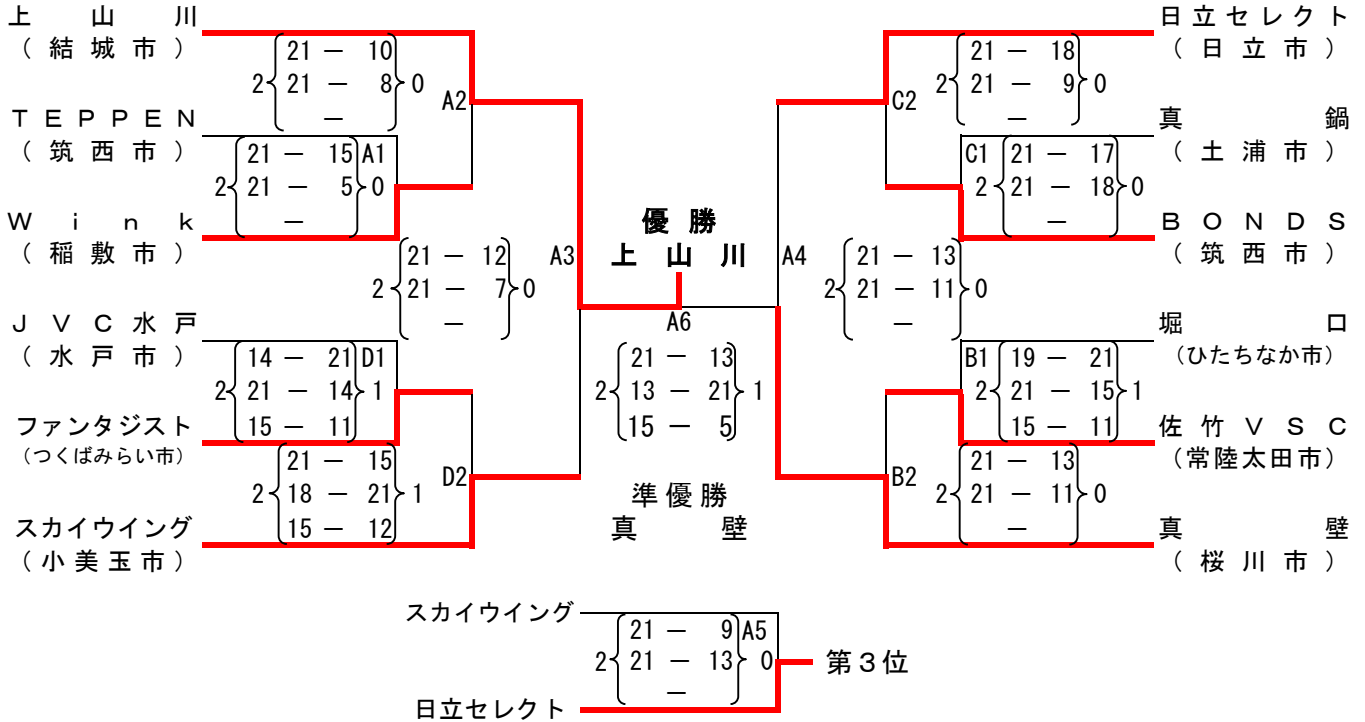 上山川
(結城市)
21 － 10
2 21 － 8 0
－
A2
TEPPEN
(筑西市)
21 － 15 A1
2 21 － 5 0
－
Wink
(稲敷市)
21 － 12
2 21 － 7 0
－
A3
JVC水戸
(水戸市)
14 － 21 D1
2 21 － 14 1
15 － 11
ファンタジスト
(つくばみらい市)
21 － 15
2 18 － 21 1
15 － 12
D2
スカイウイング
(小美玉市)
優勝
上山川
A6
21 － 13
2 13 － 21 1
15 － 5
準優勝
真壁
日立セレクト
(日立市)
C2
21 － 18
2 21 － 9 0
－
真鍋
(土浦市)
C1 21 － 17
2 21 － 18 0
－
BONDS
(筑西市)
A4
21 － 13
2 21 － 11 0
－
堀口
(ひたちなか市)
B1 19 － 21
2 21 － 15 1
15 － 11
佐竹VSC
(常陸太田市)
B2
21 － 13
2 21 － 11 0
－
真壁
(桜川市)
スカイウイング
21 － 9 A5
2 21 － 13 0
－
第3位
日立セレクト